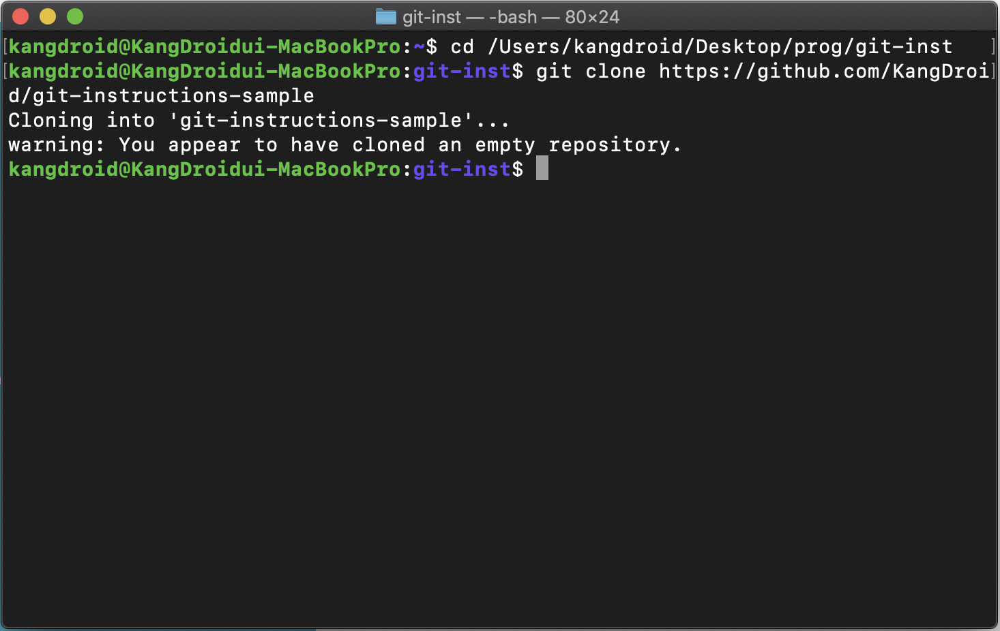 git-inst — -bash — 80×24
[kangdroid@KangDroidui-MacBookPro:~$ cd /Users/kangdroid/Desktop/prog/git-inst ]
[kangdroid@KangDroidui-MacBookPro:git-inst$ git clone https://github.com/KangDroi]
d/git-instructions-sample
Cloning into 'git-instructions-sample'...
warning: You appear to have cloned an empty repository.
kangdroid@KangDroidui-MacBookPro:git-inst$